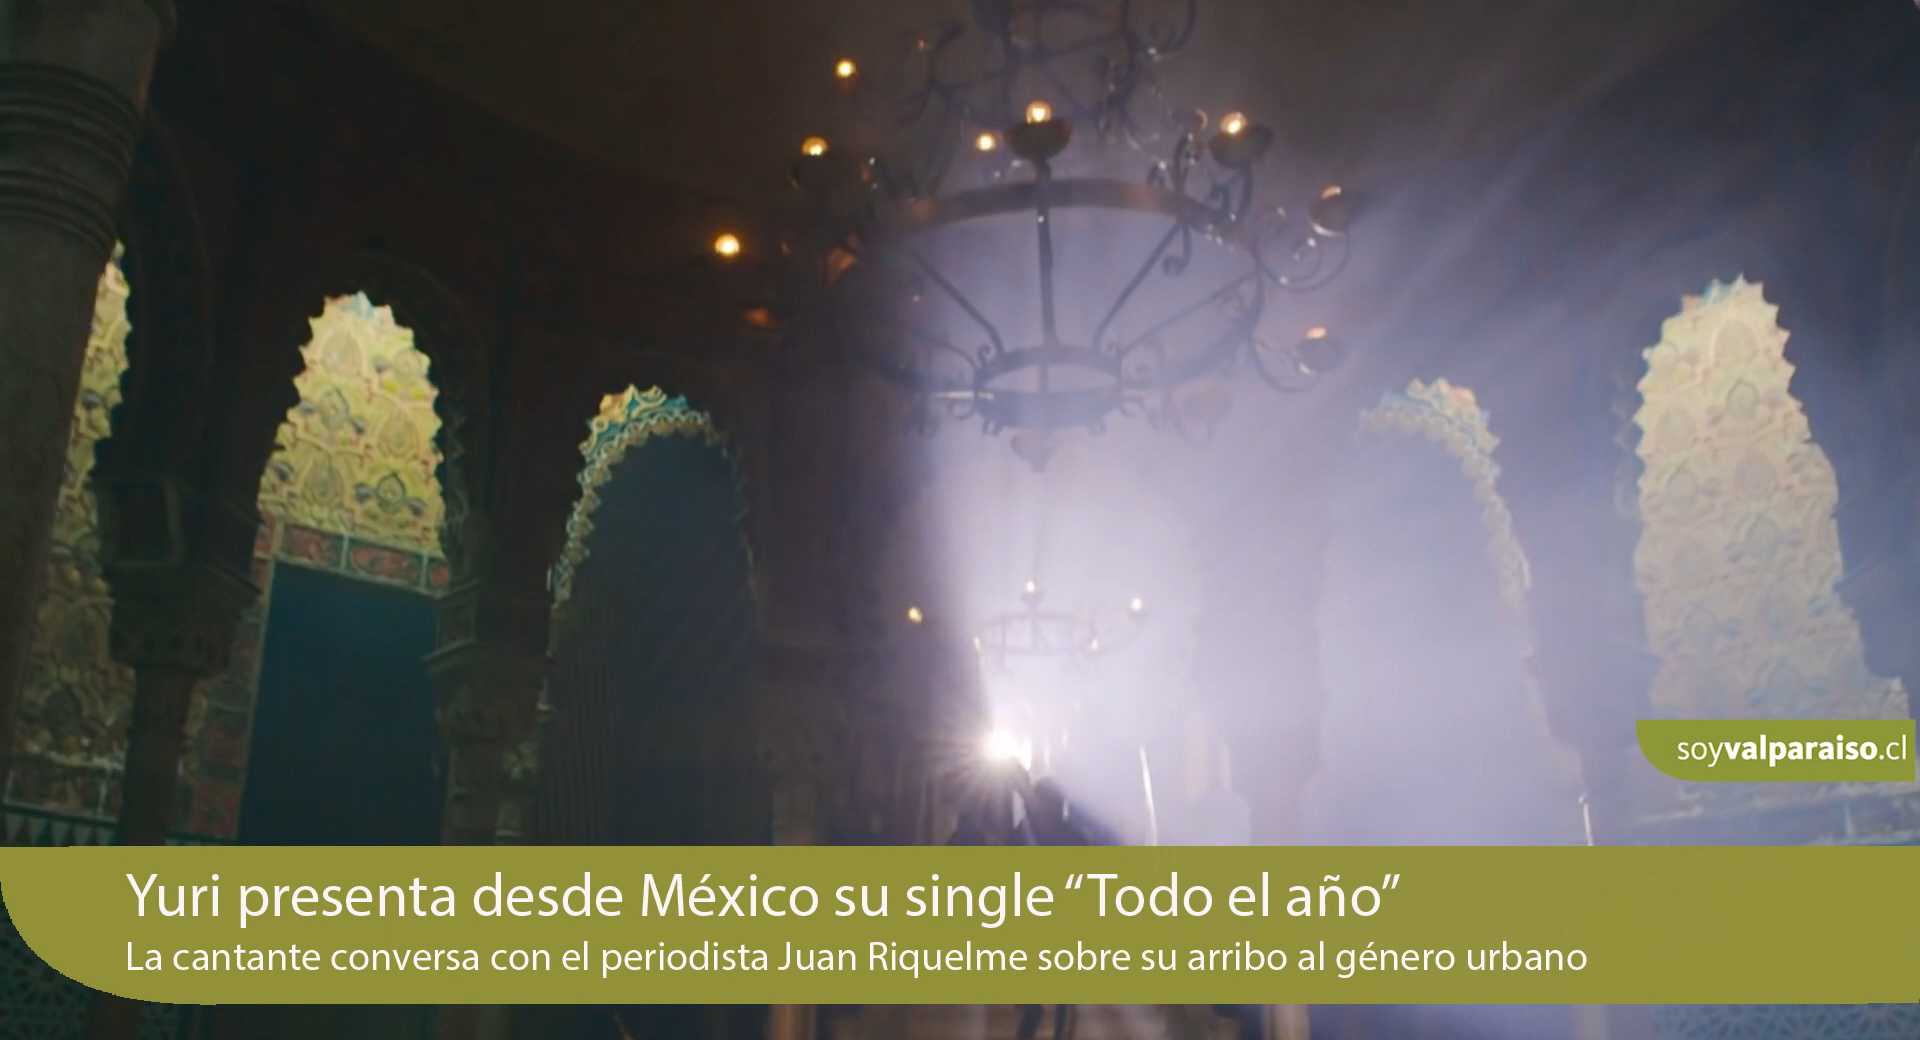 soyvalparaiso.cl
Yuri presenta desde México su single “Todo el año”
La cantante conversa con el periodista Juan Riquelme sobre su arribo al género urbano